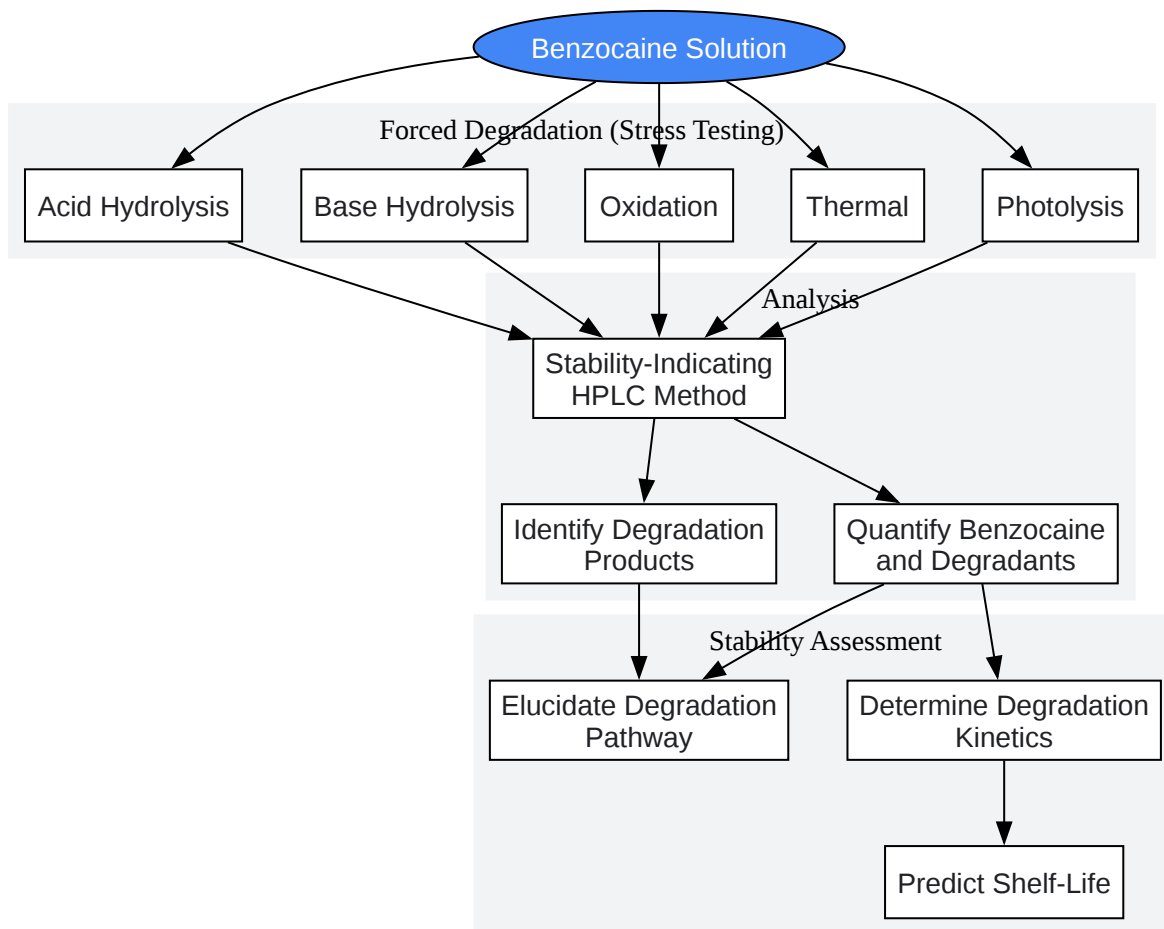 Benzocaine Solution
Forced Degradation (Stress Testing)
Acid Hydrolysis
Base Hydrolysis
Oxidation
Thermal
Photolysis
Analysis
Stability-Indicating
HPLC Method
Identify Degradation
Products
Quantify Benzocaine
and Degradants
Stability Assessment
Elucidate Degradation
Pathway
Determine Degradation
Kinetics
Predict Shelf-Life